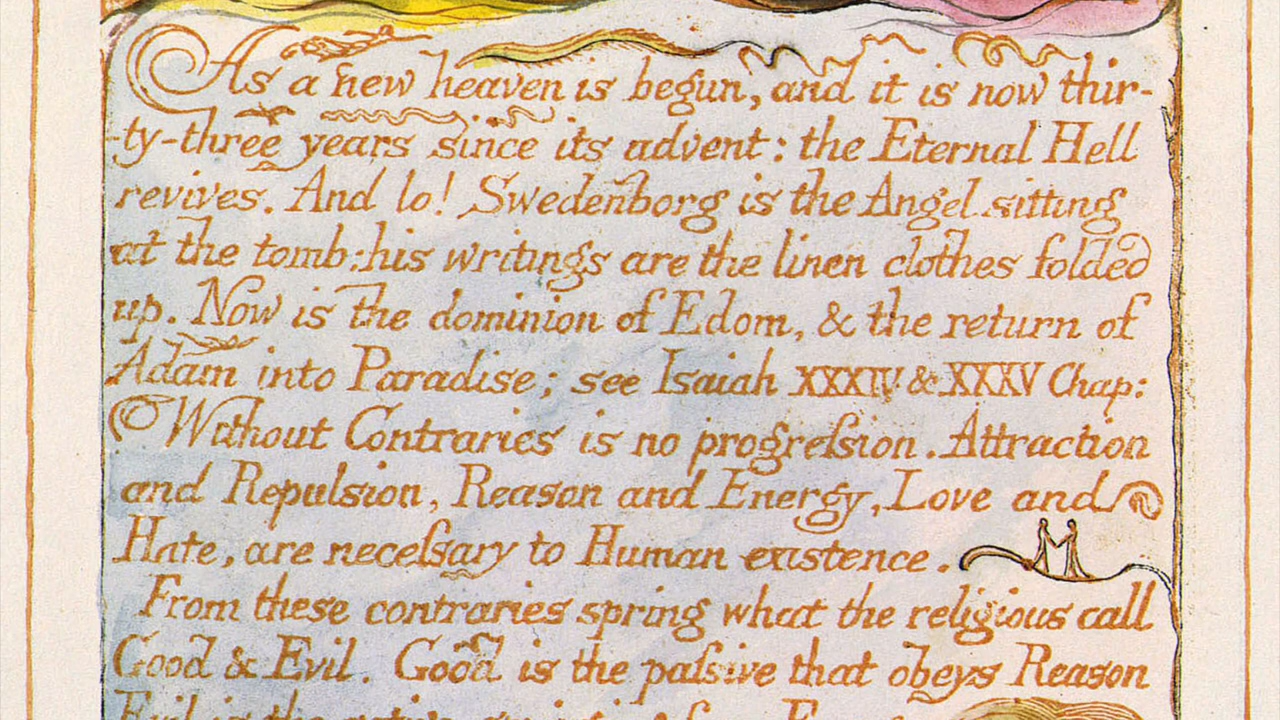 As a new heaven is begun, and it is now thir-
-ty-three years since its advent: the Eternal Hell
revives. And lo! Swedenborg is the Angel sitting
at the tomb: his writings are the linen clothes folded
up. Now is the dominion of Edom, & the return of
Adam into Paradise; see Isaiah XXXIV & XXXV Chap:
Without Contraries is no progreſsion. Attraction
and Repulsion, Reason and Energy, Love and
Hate, are neceſsary to Human existence.
From these contraries spring what the religious call
Good & Evil. Good is the paſsive that obeys Reason
Evil is the